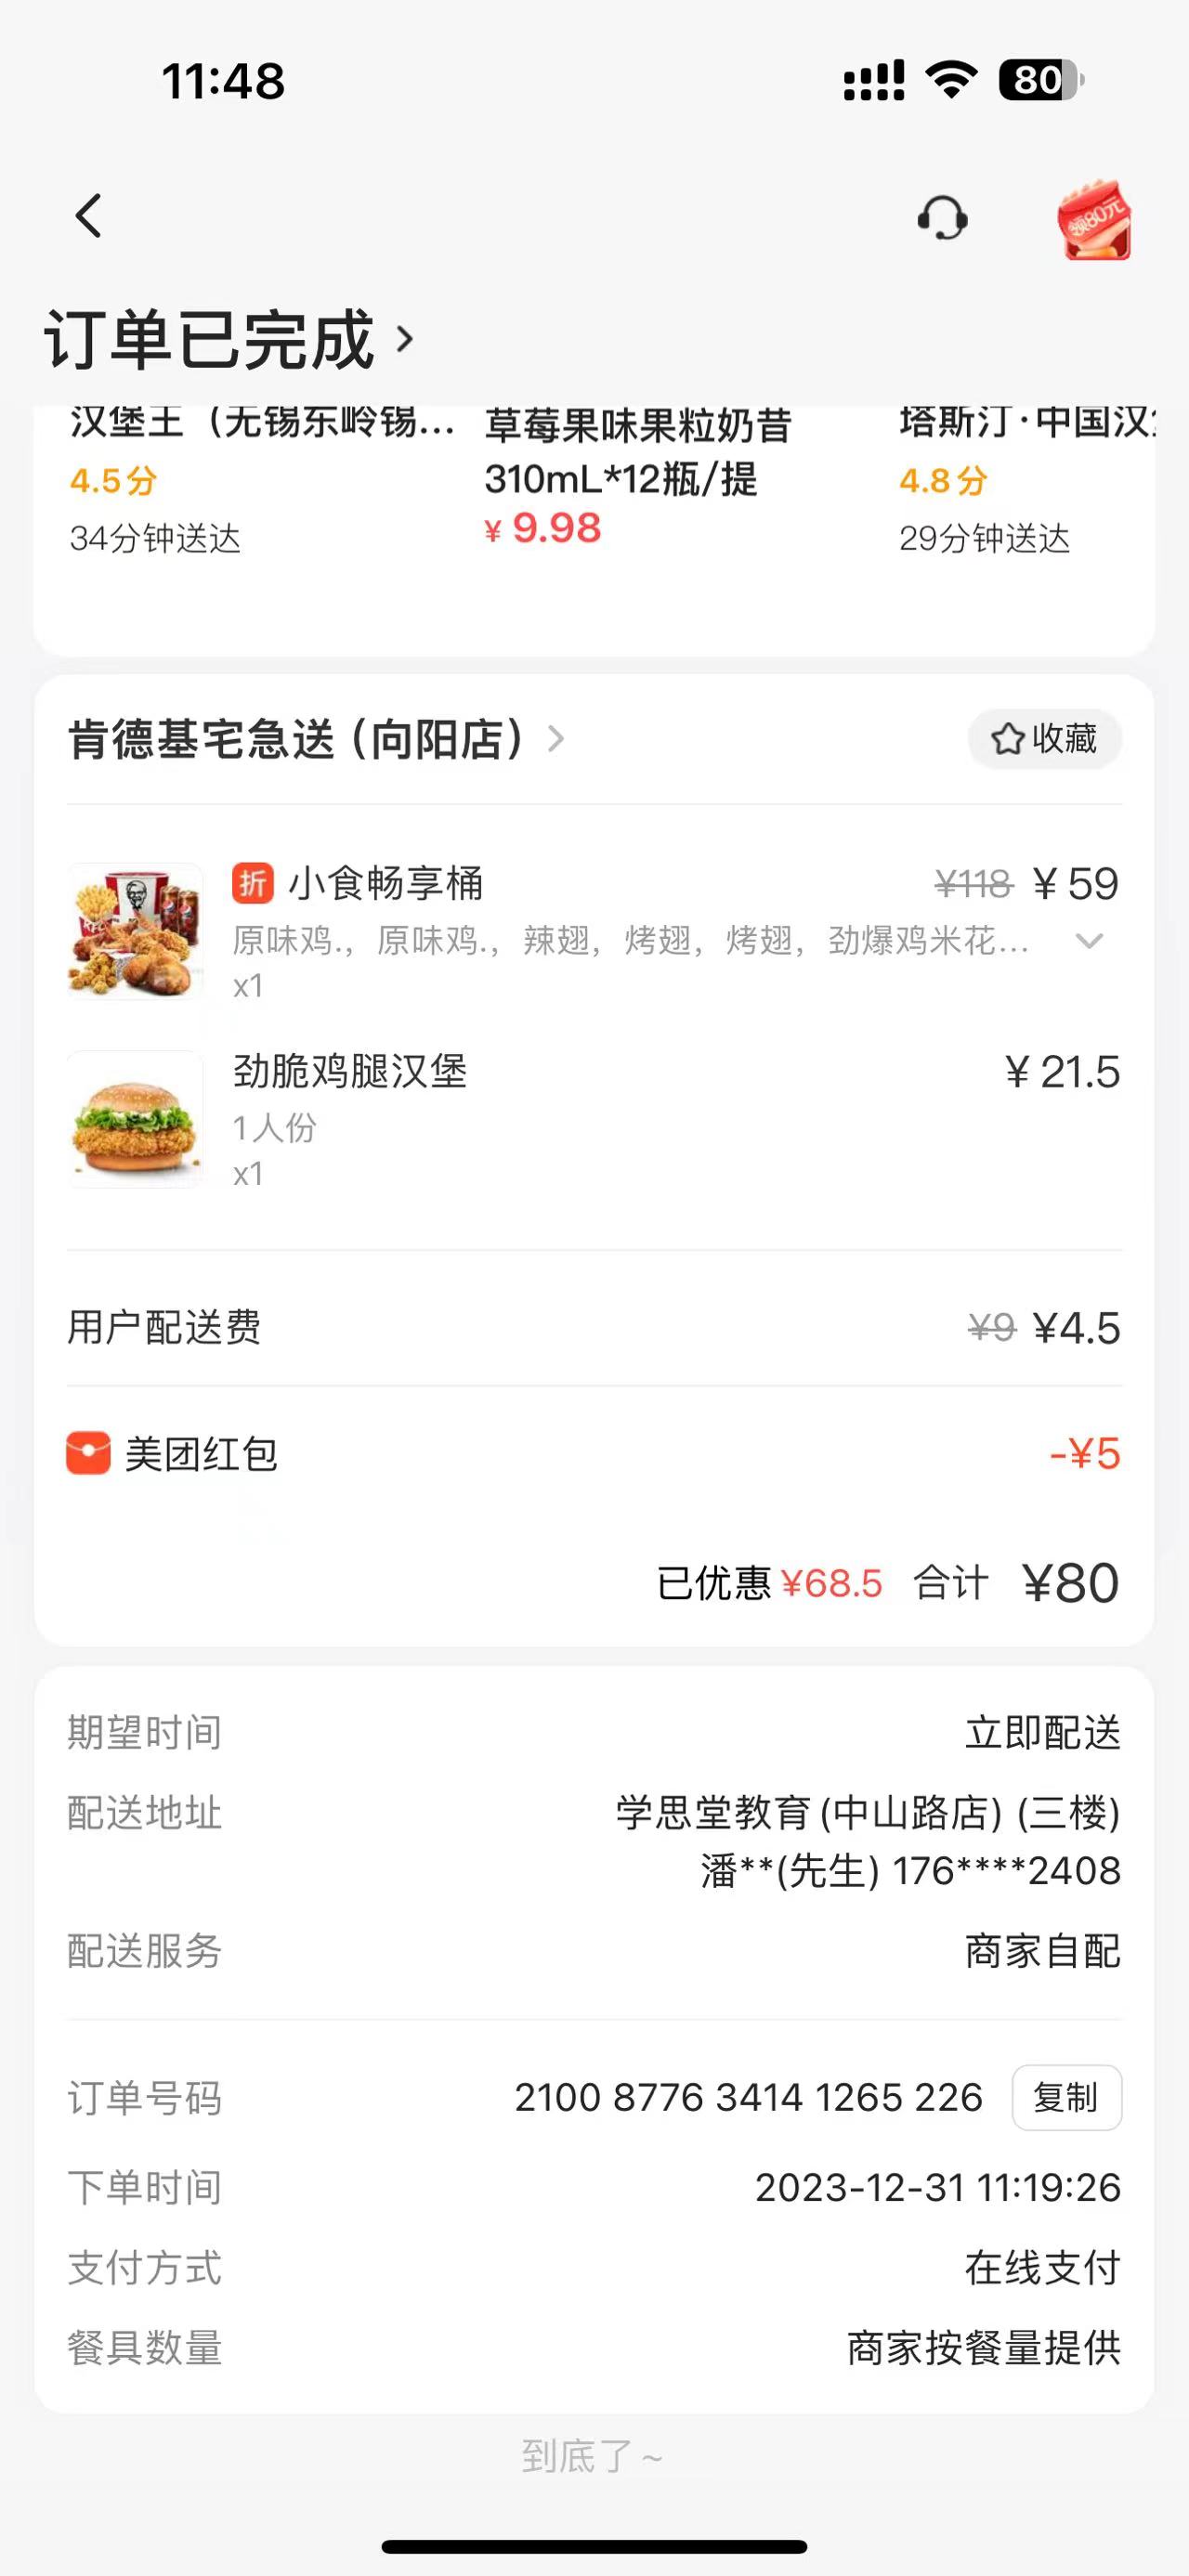 11:48
80
领80元
订单已完成
汉堡王（无锡东岭锡...
草莓果味果粒奶昔
塔斯汀·中国汉
4.5分
310mL*12瓶/提
4.8分
34分钟送达
¥ 9.98
29分钟送达
肯德基宅急送（向阳店）
收藏
折 小食畅享桶 ¥118 ¥59
原味鸡.，原味鸡.，辣翅，烤翅，烤翅，劲爆鸡米花...
x1
劲脆鸡腿汉堡 ¥21.5
1人份
x1
用户配送费 ¥9 ¥4.5
美团红包 -¥5
已优惠 ¥68.5 合计 ¥80
期望时间 立即配送
配送地址 学思堂教育(中山路店) (三楼)
潘**(先生) 176****2408
配送服务 商家自配
订单号码 2100 8776 3414 1265 226 复制
下单时间 2023-12-31 11:19:26
支付方式 在线支付
餐具数量 商家按餐量提供
到底了~